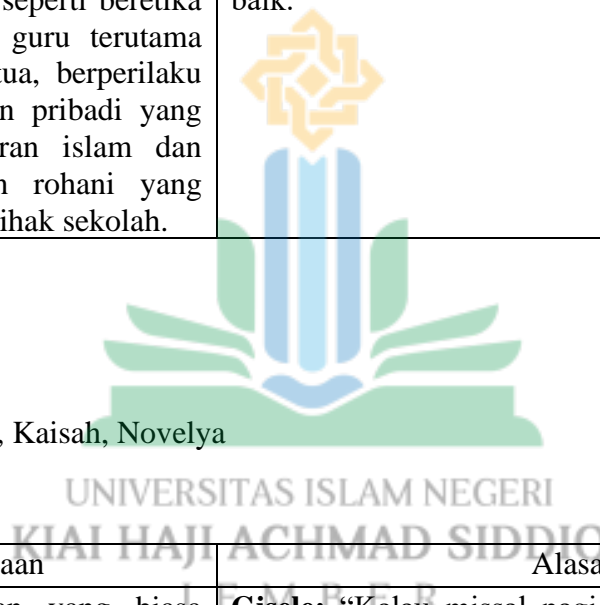 seperti beretika baik.
guru terutama
tua, berperilaku
n pribadi yang
ran islam dan
n rohani yang
ihak sekolah.
, Kaisah, Novelya
UNIVERSITAS ISLAM NEGERI
KIAI HAJI ACHMAD SIDDIQ
J E M B E R
aan Alasa
an yang biasa Gisela: “Kalau missal pagi